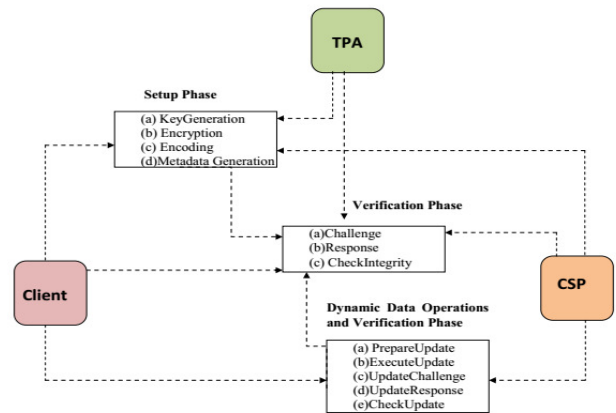 TPA
Setup Phase
(a) KeyGeneration
(b) Encryption
(c) Encoding
(d)Metadata Generation
Verification Phase
(a)Challenge
(b)Response
(c) CheckIntegrity
Client
CSP
Dynamic Data Operations
and Verification Phase
(a) PrepareUpdate
(b)ExecuteUpdate
(c)UpdateChallenge
(d)UpdateResponse
(e)CheckUpdate